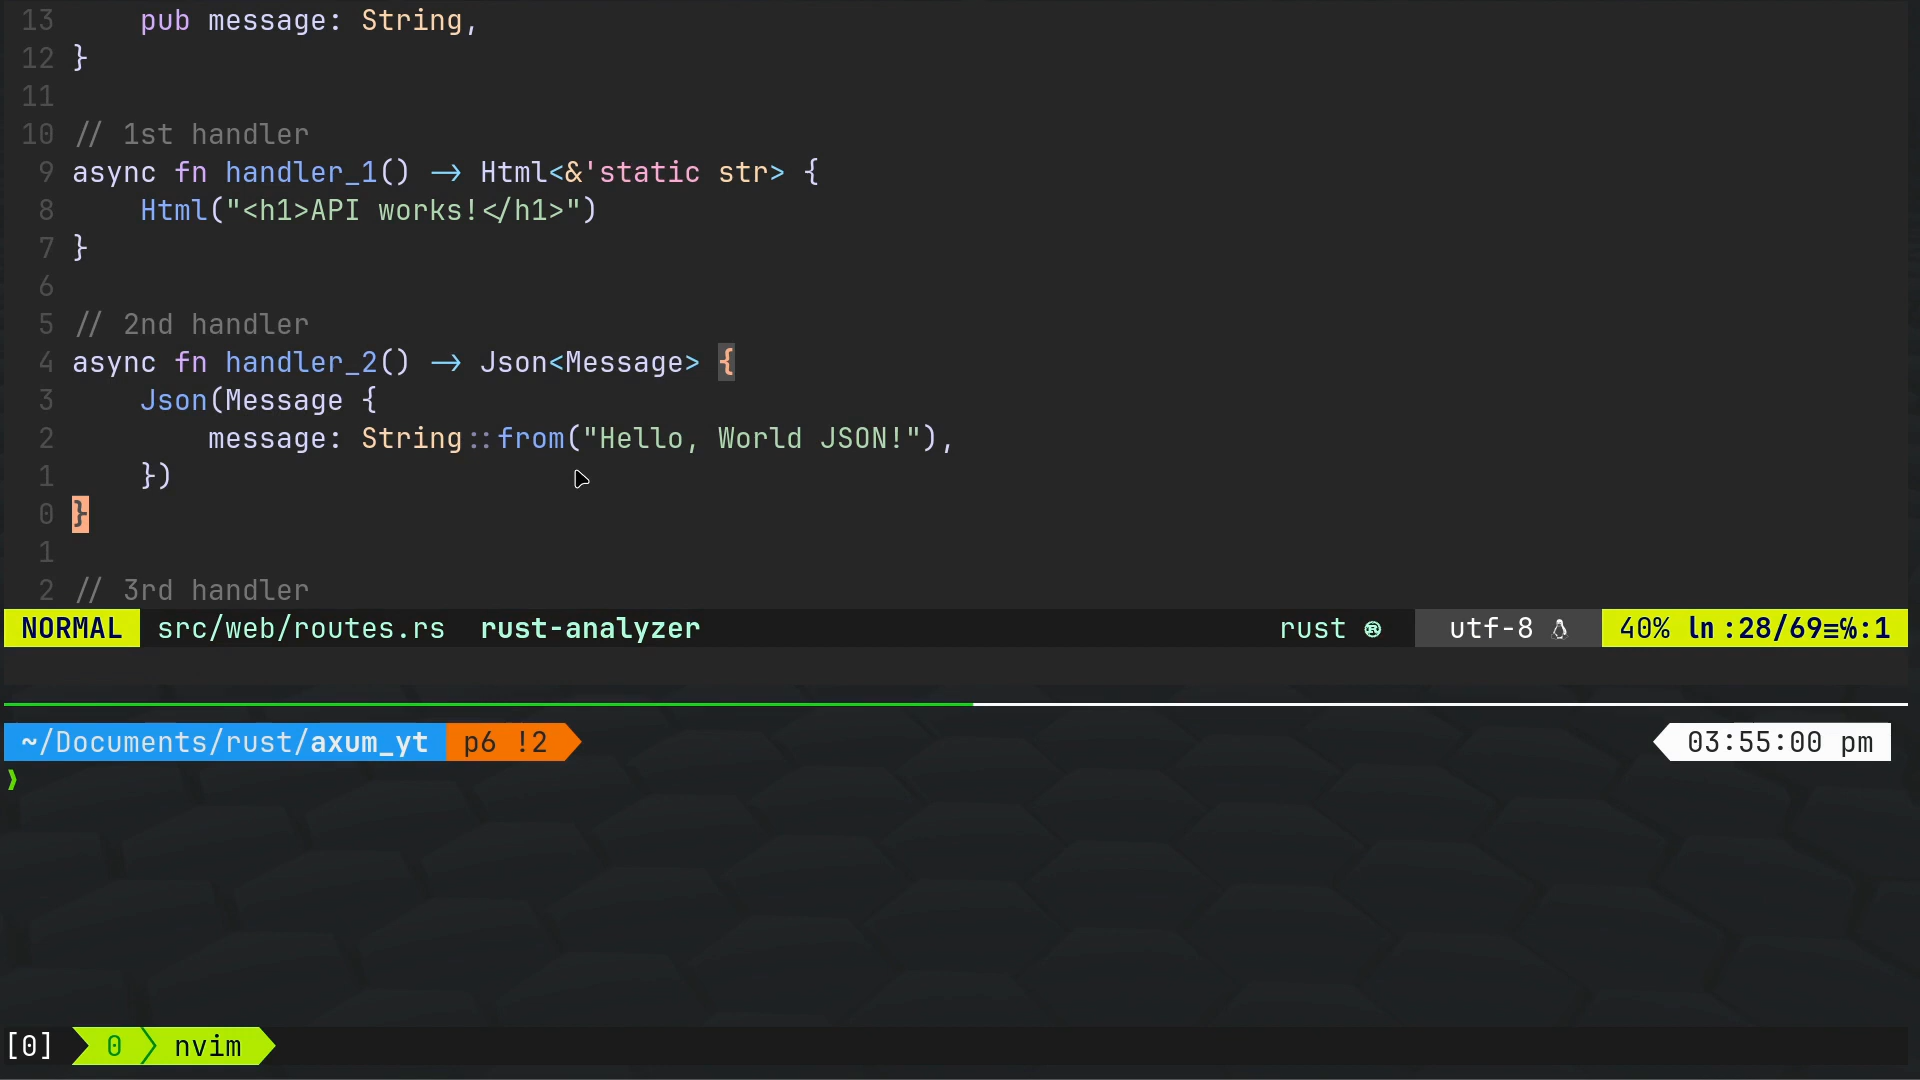 13     pub message: String,
12 }
11
10 // 1st handler
9 async fn handler_1() -> Html<&'static str> {
8     Html("<h1>API works!</h1>")
7 }
6
5 // 2nd handler
4 async fn handler_2() -> Json<Message> {
3     Json(Message {
2         message: String::from("Hello, World JSON!"),
1     })
0 }
1
2 // 3rd handler
NORMAL src/web/routes.rs rust-analyzer rust utf-8 40% ln:28/69≡℅:1
~/Documents/rust/axum_yt p6 !2 03:55:00 pm
❯
[0] 0 nvim